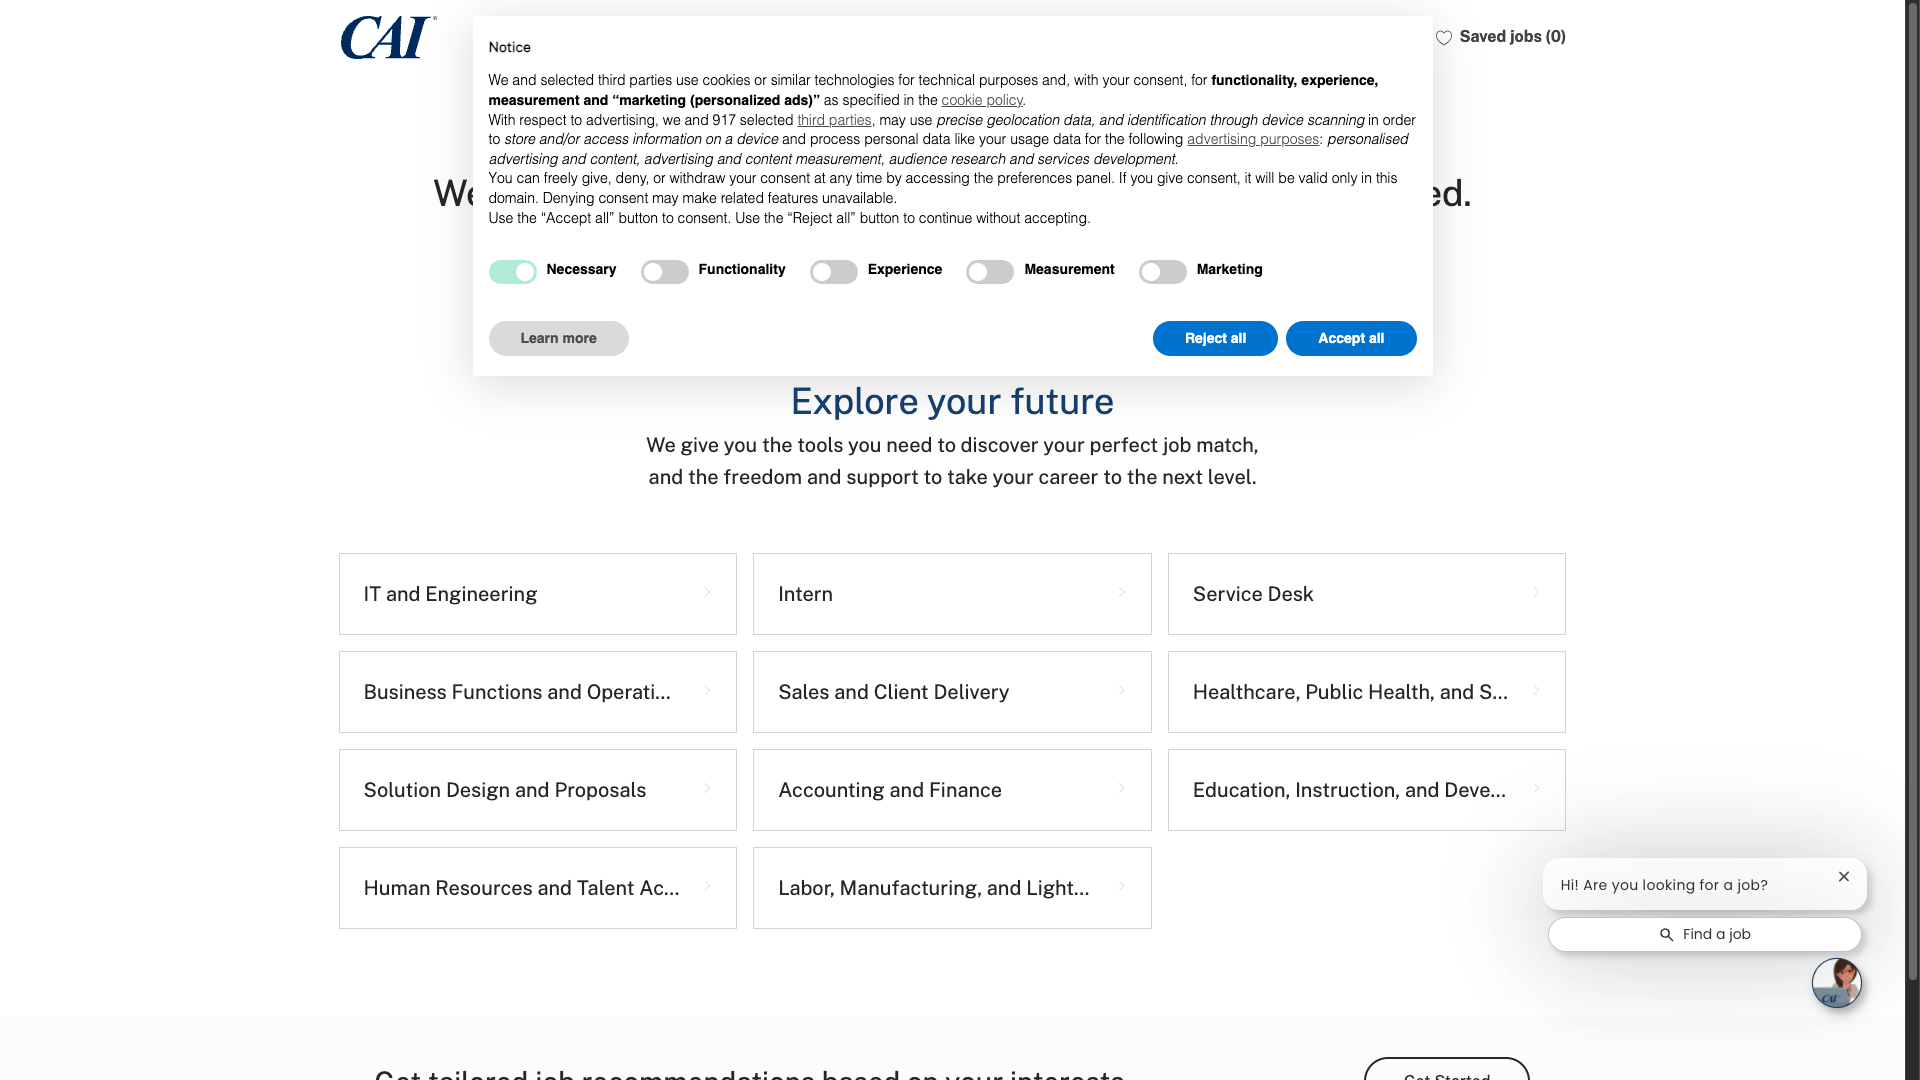 CAI
Saved jobs (0)
Notice
We and selected third parties use cookies or similar technologies for technical purposes and, with your consent, for functionality, experience,
measurement and “marketing (personalized ads)” as specified in the cookie policy.
With respect to advertising, we and 917 selected third parties, may use precise geolocation data, and identification through device scanning in order
to store and/or access information on a device and process personal data like your usage data for the following advertising purposes: personalised
advertising and content, advertising and content measurement, audience research and services development.
You can freely give, deny, or withdraw your consent at any time by accessing the preferences panel. If you give consent, it will be valid only in this
domain. Denying consent may make related features unavailable.
Use the “Accept all” button to consent. Use the “Reject all” button to continue without accepting.
Necessary Functionality Experience Measurement Marketing
Learn more Reject all Accept all
Explore your future
We give you the tools you need to discover your perfect job match,
and the freedom and support to take your career to the next level.
IT and Engineering
Intern
Service Desk
Business Functions and Operati...
Sales and Client Delivery
Healthcare, Public Health, and S...
Solution Design and Proposals
Accounting and Finance
Education, Instruction, and Deve...
Human Resources and Talent Ac...
Labor, Manufacturing, and Light...
Hi! Are you looking for a job?
Find a job
CAI
Get tailored job recommendations based on your interests.
Get Started